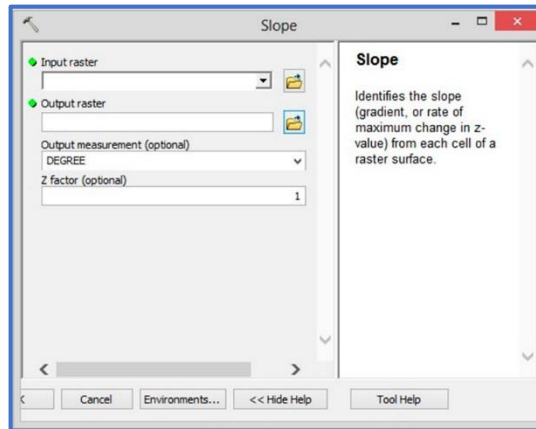 Slope
Input raster
Output raster
Output measurement (optional)
DEGREE
Z factor (optional)
1
Slope
Identifies the slope
(gradient, or rate of
maximum change in z-
value) from each cell of a
raster surface.
Cancel
Environments...
<< Hide Help
Tool Help